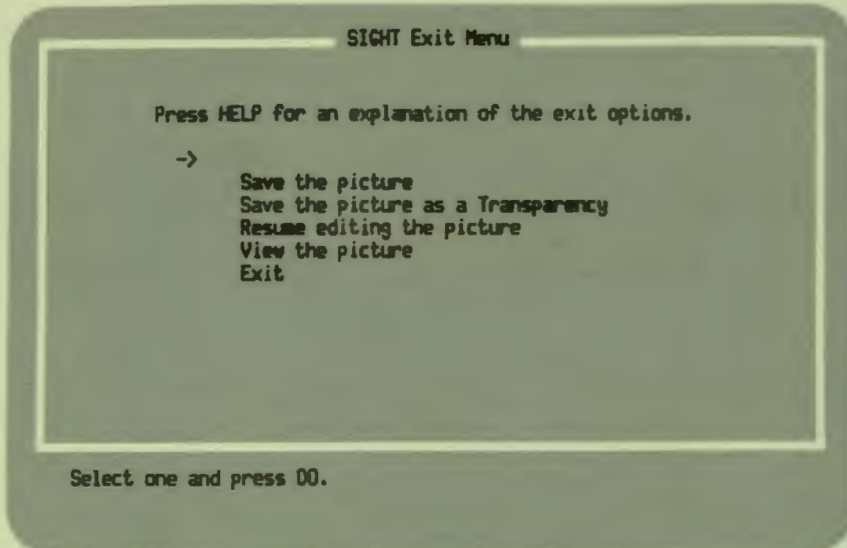 SIGHT Exit Menu
Press HELP for an explanation of the exit options.
->
Save the picture
Save the picture as a Transparency
Resume editing the picture
View the picture
Exit
Select one and press DO.